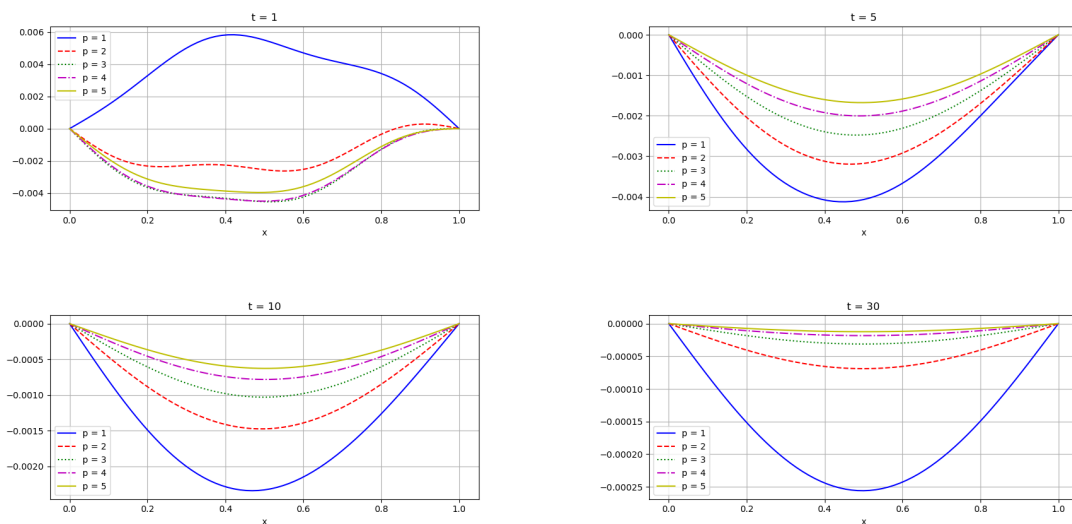 t = 1
0.006
0.004
0.002
0.000
−0.002
−0.004
p = 1
p = 2
p = 3
p = 4
p = 5
0.0 0.2 0.4 0.6 0.8 1.0
x
t = 5
0.000
−0.001
−0.002
−0.003
−0.004
p = 1
p = 2
p = 3
p = 4
p = 5
0.0 0.2 0.4 0.6 0.8 1.0
x
t = 10
0.0000
−0.0005
−0.0010
−0.0015
−0.0020
p = 1
p = 2
p = 3
p = 4
p = 5
0.0 0.2 0.4 0.6 0.8 1.0
x
t = 30
0.00000
−0.00005
−0.00010
−0.00015
−0.00020
−0.00025
p = 1
p = 2
p = 3
p = 4
p = 5
0.0 0.2 0.4 0.6 0.8 1.0
x